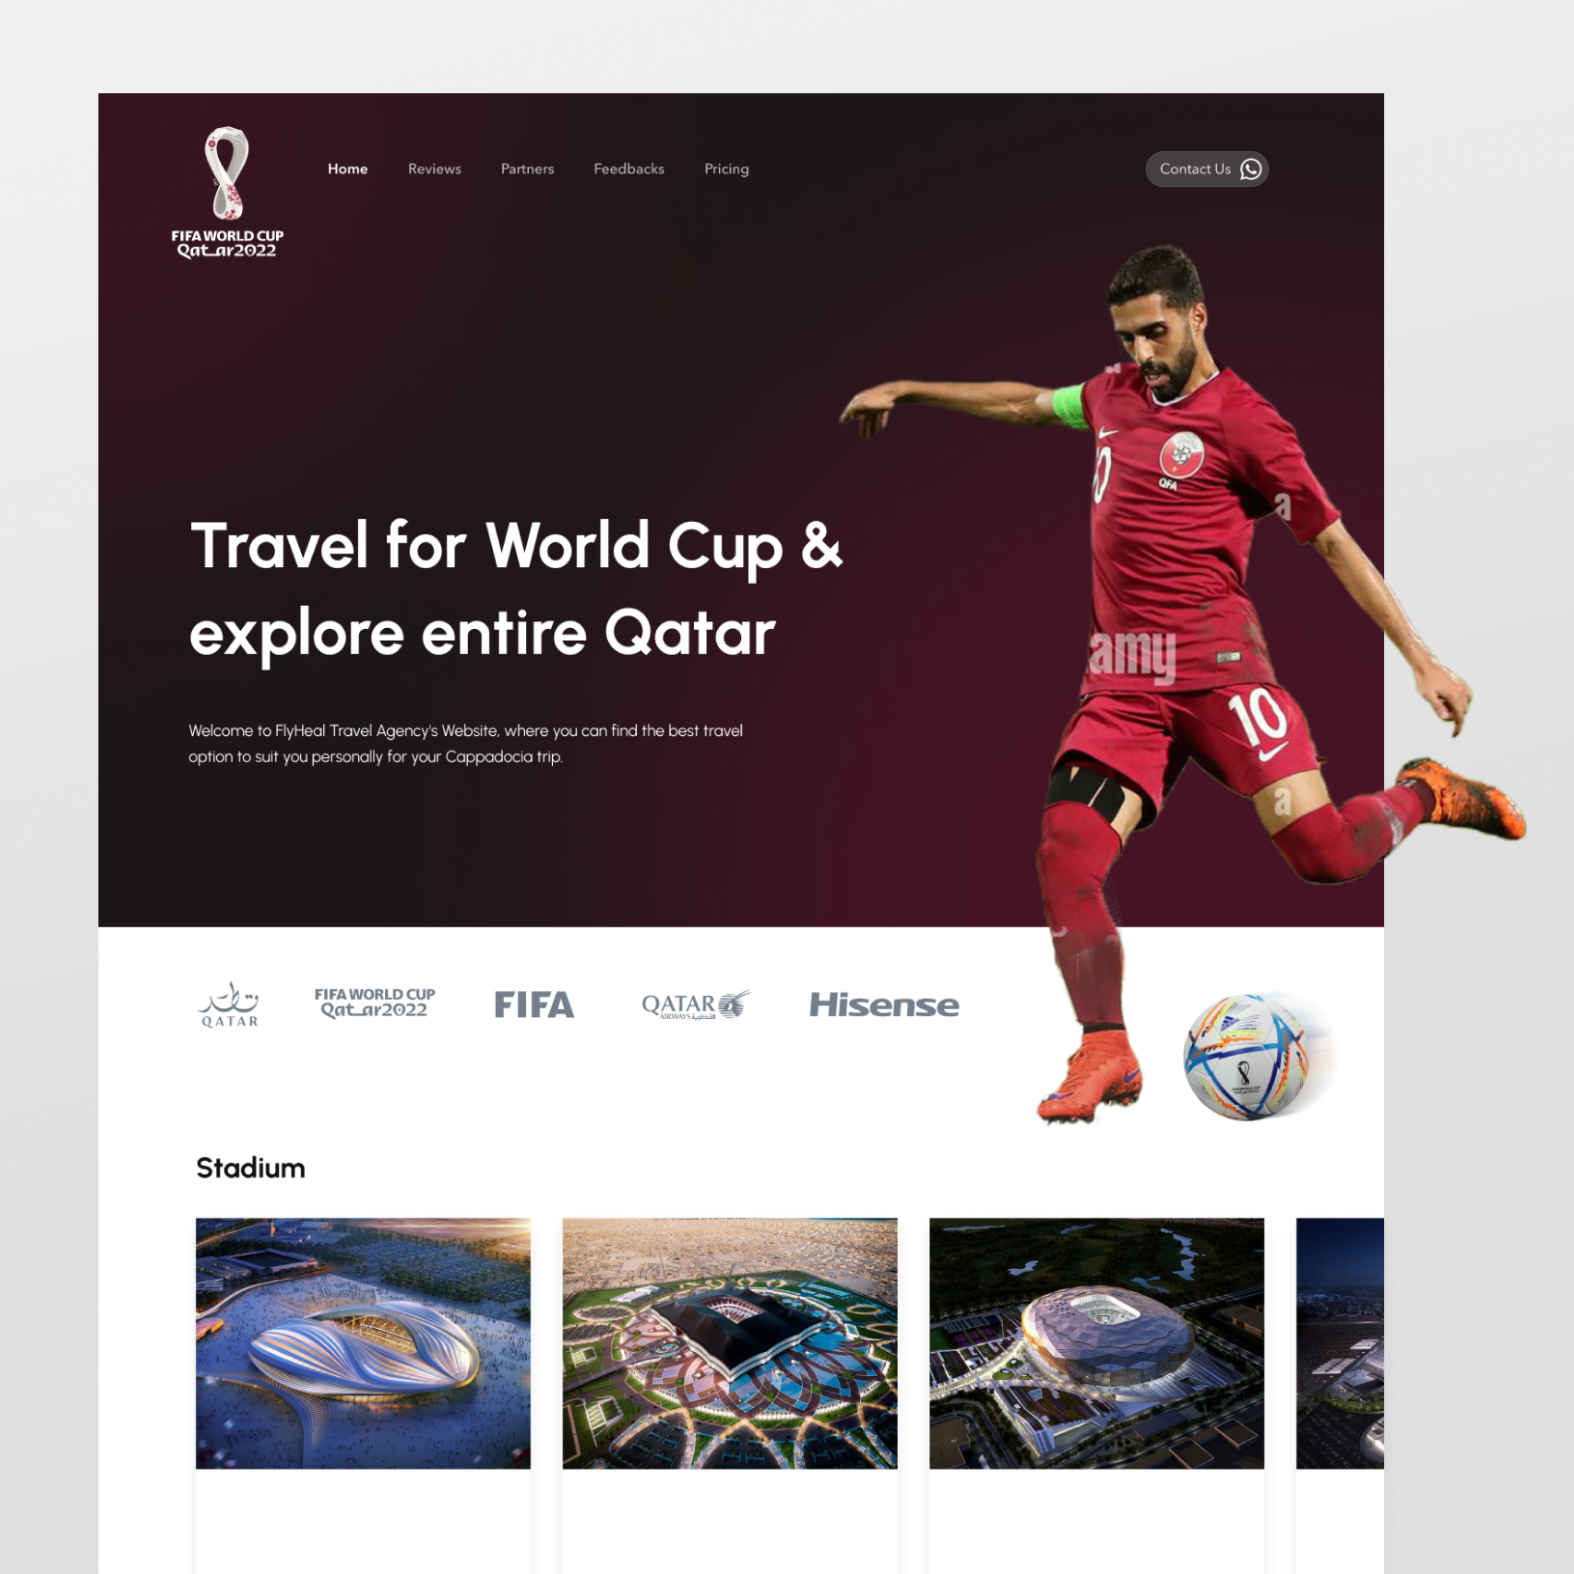 FIFA WORLD CUP
Qatar2022
Home
Reviews
Partners
Feedbacks
Pricing
Contact Us
Travel for World Cup &
explore entire Qatar
Welcome to FlyHeal Travel Agency's Website, where you can find the best travel
option to suit you personally for your Cappadocia trip.
QFA
0
a
amy
10
a
قطر
QATAR
FIFA WORLD CUP
Qatar2022
FIFA
QATAR
AIRWAYS القطرية
Hisense
Stadium